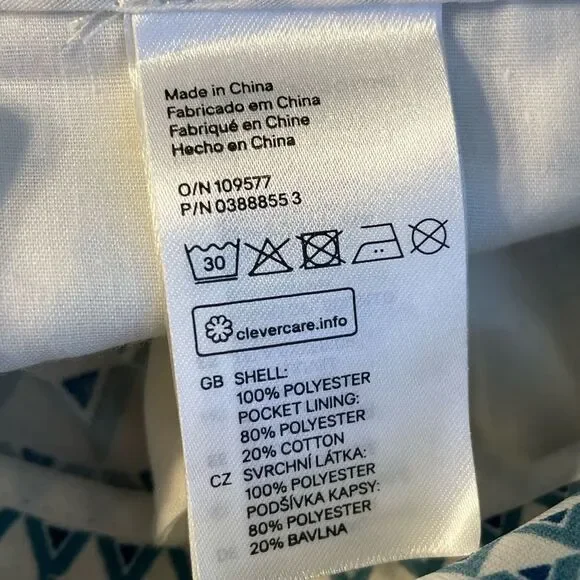 Made in China
Fabricado em China
Fabriqué en Chine
Hecho en China
O/N 109577
P/N 0388855 3
30
clevercare.info
GB SHELL:
100% POLYESTER
POCKET LINING:
80% POLYESTER
20% COTTON
CZ SVRCHNÍ LÁTKA:
100% POLYESTER
PODŠÍVKA KAPSY:
80% POLYESTER
20% BAVLNA